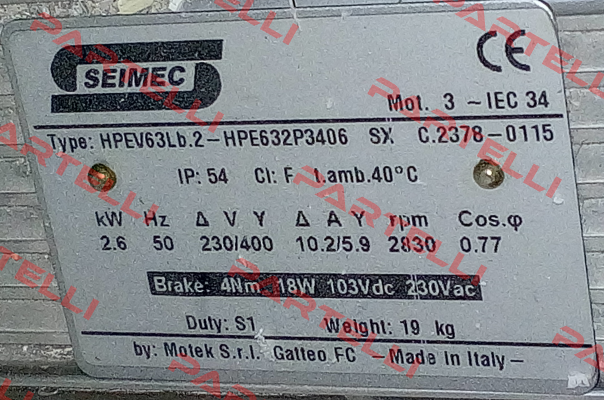 SEIMEC
CE
Mot. 3 ~ IEC 34
Type: HPEV63Lb.2-HPE632P3406 SX C.2378-0115
IP: 54 Cl: F t.amb.40°C
kW Hz Δ V Y Δ A Y rpm Cos.φ
2.6 50 230/400 10.2/5.9 2830 0.77
Brake: 4Nm 18W 103Vdc 230Vac
Duty: S1 Weight: 19 kg
by: Motek S.r.l. Gatteo FC - Made In Italy -
PARTELLI
PARTELLI
PARTELLI
PARTELLI
PARTELLI
PARTELLI